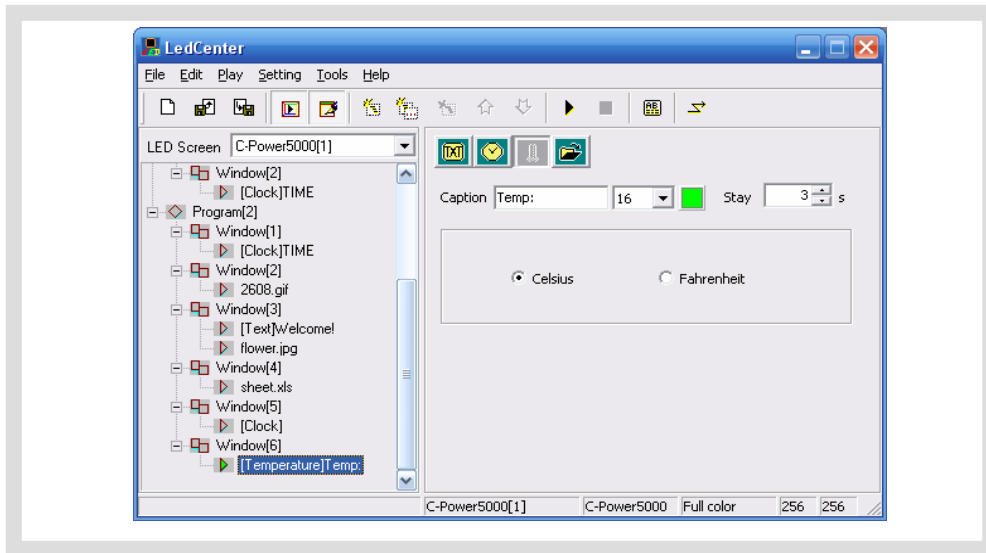 LedCenter
File Edit Play Setting Tools Help
LED Screen C-Power5000[1]
Window[2]
[Clock]TIME
Program[2]
Window[1]
[Clock]TIME
Window[2]
2608.gif
Window[3]
[Text]Welcome!
flower.jpg
Window[4]
sheet.xls
Window[5]
[Clock]
Window[6]
[Temperature]Temp:
TXT
Caption Temp: 16 Stay 3 s
Celsius Fahrenheit
C-Power5000[1] C-Power5000 Full color 256 256